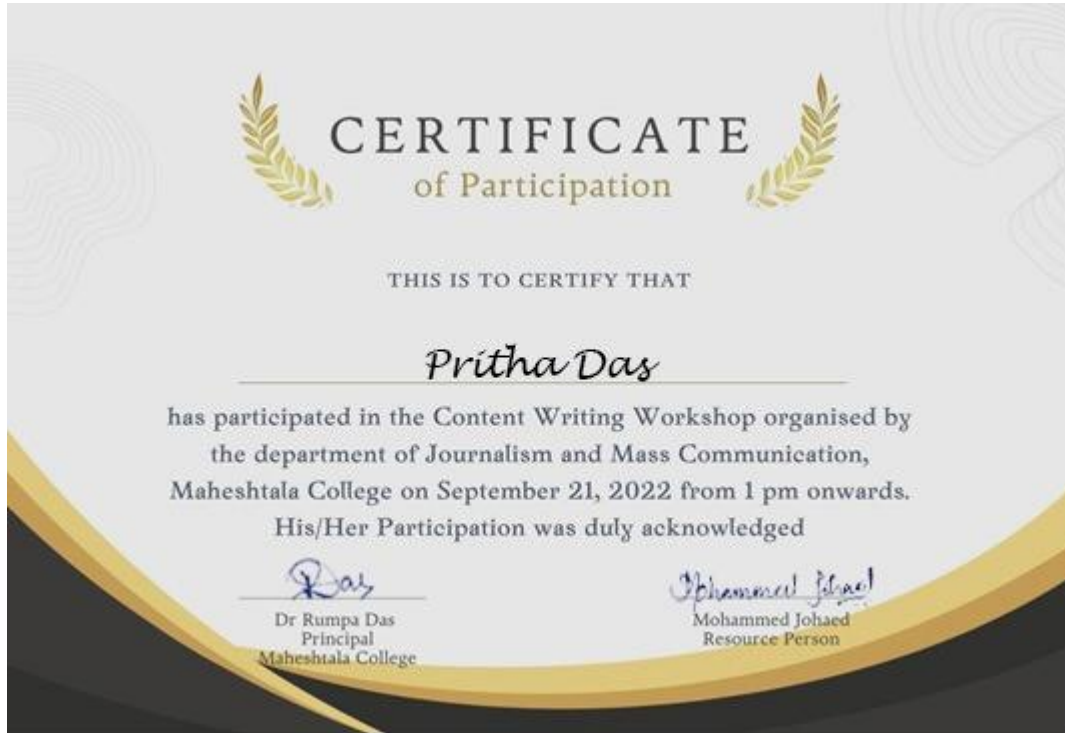 CERTIFICATE
of Participation
THIS IS TO CERTIFY THAT
Pritha Das
has participated in the Content Writing Workshop organised by
the department of Journalism and Mass Communication,
Maheshtala College on September 21, 2022 from 1 pm onwards.
His/Her Participation was duly acknowledged
RDas
Mohammed Johaed
Dr Rumpa Das
Principal
Maheshtala College
Mohammed Johaed
Resource Person